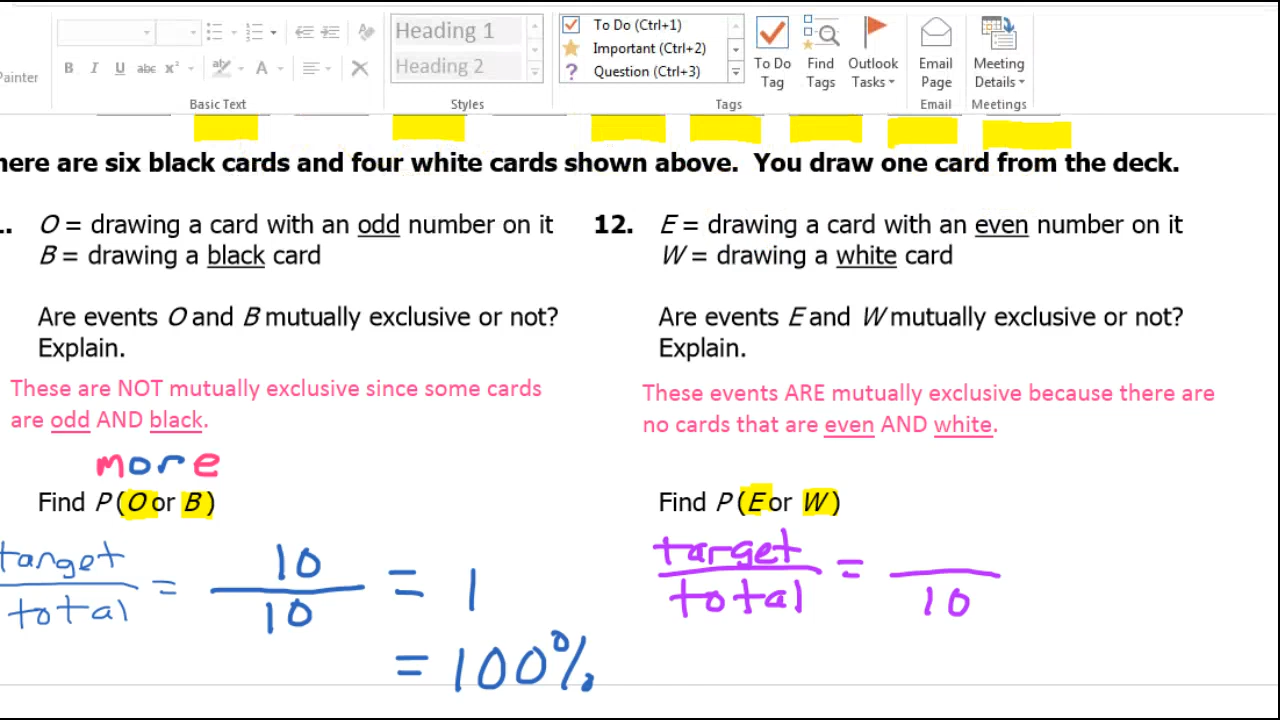 Heading 1
Heading 2
To Do (Ctrl+1)
Important (Ctrl+2)
Question (Ctrl+3)
To Do Tag
Find Tags
Outlook Tasks
Email Page
Meeting Details
Painter
B I U abc x² A
Basic Text
Styles
Tags
Email
Meetings
here are six black cards and four white cards shown above. You draw one card from the deck.
O = drawing a card with an odd number on it
B = drawing a black card
Are events O and B mutually exclusive or not?
Explain.
These are NOT mutually exclusive since some cards
are odd AND black.
more
Find P(O or B)
target
total
=
10
10
= 1
= 100%
12. E = drawing a card with an even number on it
W = drawing a white card
Are events E and W mutually exclusive or not?
Explain.
These events ARE mutually exclusive because there are
no cards that are even AND white.
Find P(E or W)
target
total
=
10